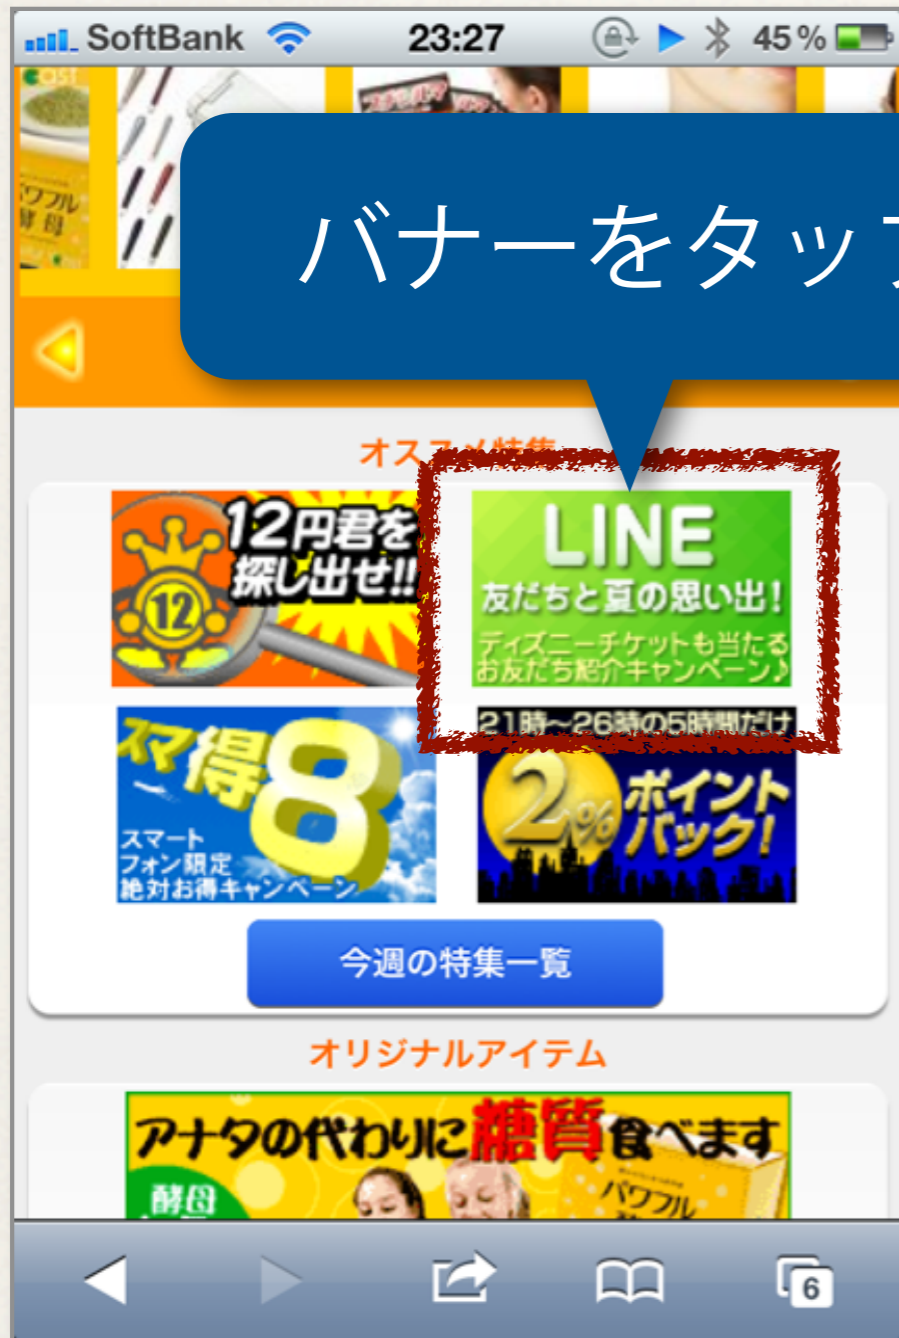 SoftBank 23:27 45%
パワフル
酵母
バナーをタップ
オススメ特集
12円君を
探し出せ!!
12
LINE
友だちと夏の思い出!
ディズニーチケットも当たる
お友だち紹介キャンペーン♪
スマ得8
スマート
フォン限定
絶対お得キャンペーン
21時~26時の5時間だけ
2%ポイント
バック!
今週の特集一覧
オリジナルアイテム
アナタの代わりに糖質食べます
酵母
パワフル
6